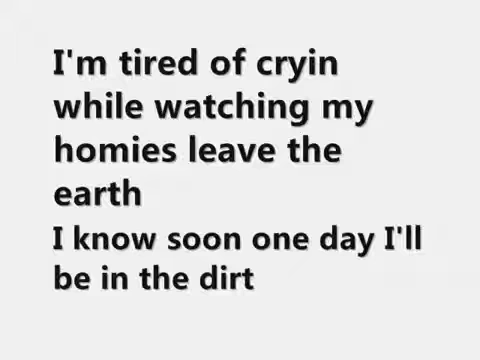 I'm tired of cryin
while watching my
homies leave the
earth
I know soon one day I'll
be in the dirt